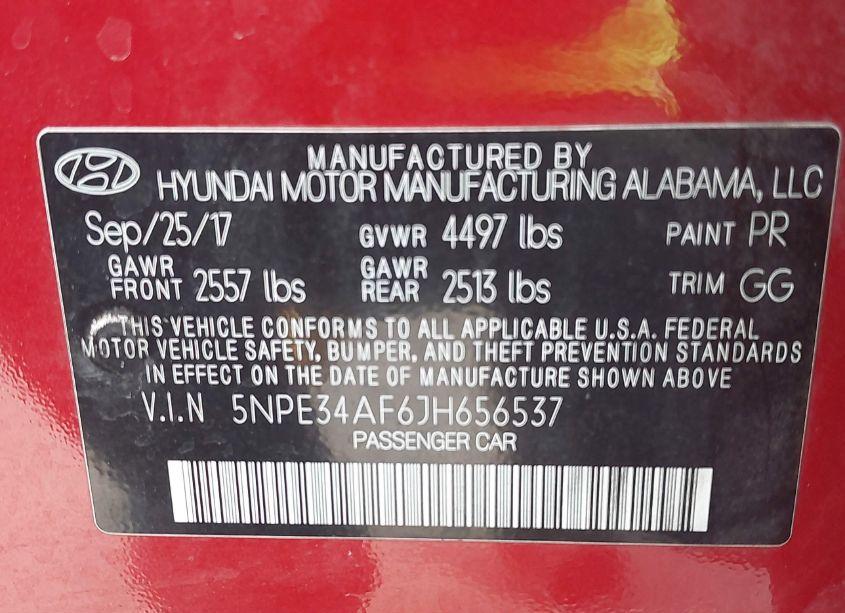 MANUFACTURED BY
HYUNDAI MOTOR MANUFACTURING ALABAMA, LLC
Sep/25/17 GVWR 4497 lbs PAINT PR
GAWR FRONT 2557 lbs GAWR REAR 2513 lbs TRIM GG
THIS VEHICLE CONFORMS TO ALL APPLICABLE U.S.A. FEDERAL
MOTOR VEHICLE SAFETY, BUMPER, AND THEFT PREVENTION STANDARDS
IN EFFECT ON THE DATE OF MANUFACTURE SHOWN ABOVE
V.I.N 5NPE34AF6JH656537
PASSENGER CAR